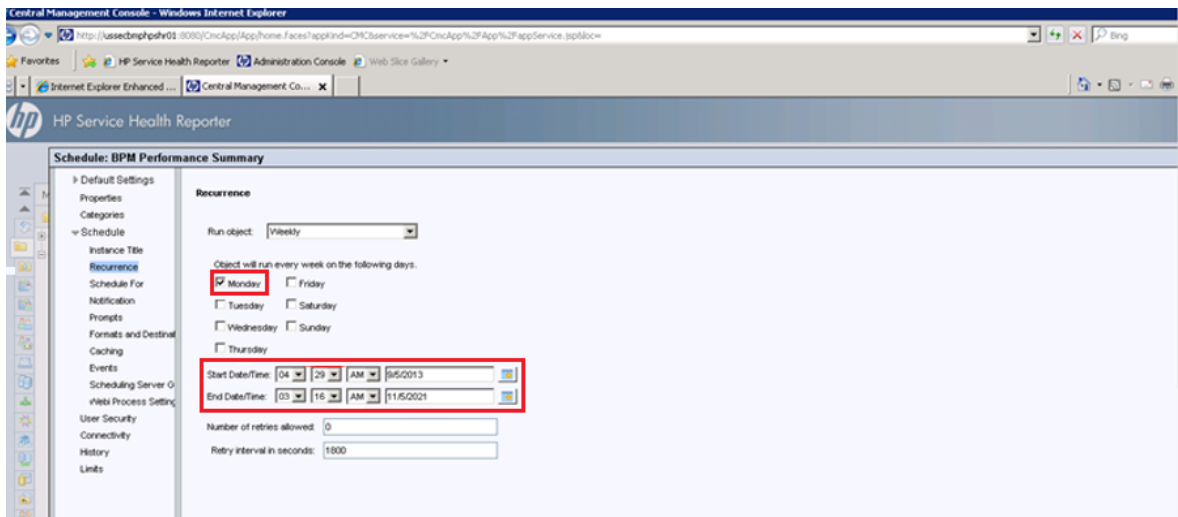 Central Management Console - Windows Internet Explorer
http://ussecbmphpshr01:8080/CmcApp/App/home.faces?appKind=CMC&service=%2FCmcApp%2FApp%2FappService.jsp&loc=
Bing
Favorites HP Service Health Reporter Administration Console Web Slice Gallery
Internet Explorer Enhanced ... Central Management Co... X
hp HP Service Health Reporter
Schedule: BPM Performance Summary
Default Settings
Properties
Categories
Schedule
Instance Title
Recurrence
Schedule For
Notification
Prompts
Formats and Destinat
Caching
Events
Scheduling Server G
Webi Process Setting
User Security
Connectivity
History
Limits
Recurrence
Run object: Weekly
Object will run every week on the following days.
Monday Friday
Tuesday Saturday
Wednesday Sunday
Thursday
Start Date/Time: 04 29 AM 9/5/2013
End Date/Time: 03 16 AM 11/5/2021
Number of retries allowed: 0
Retry interval in seconds: 1800